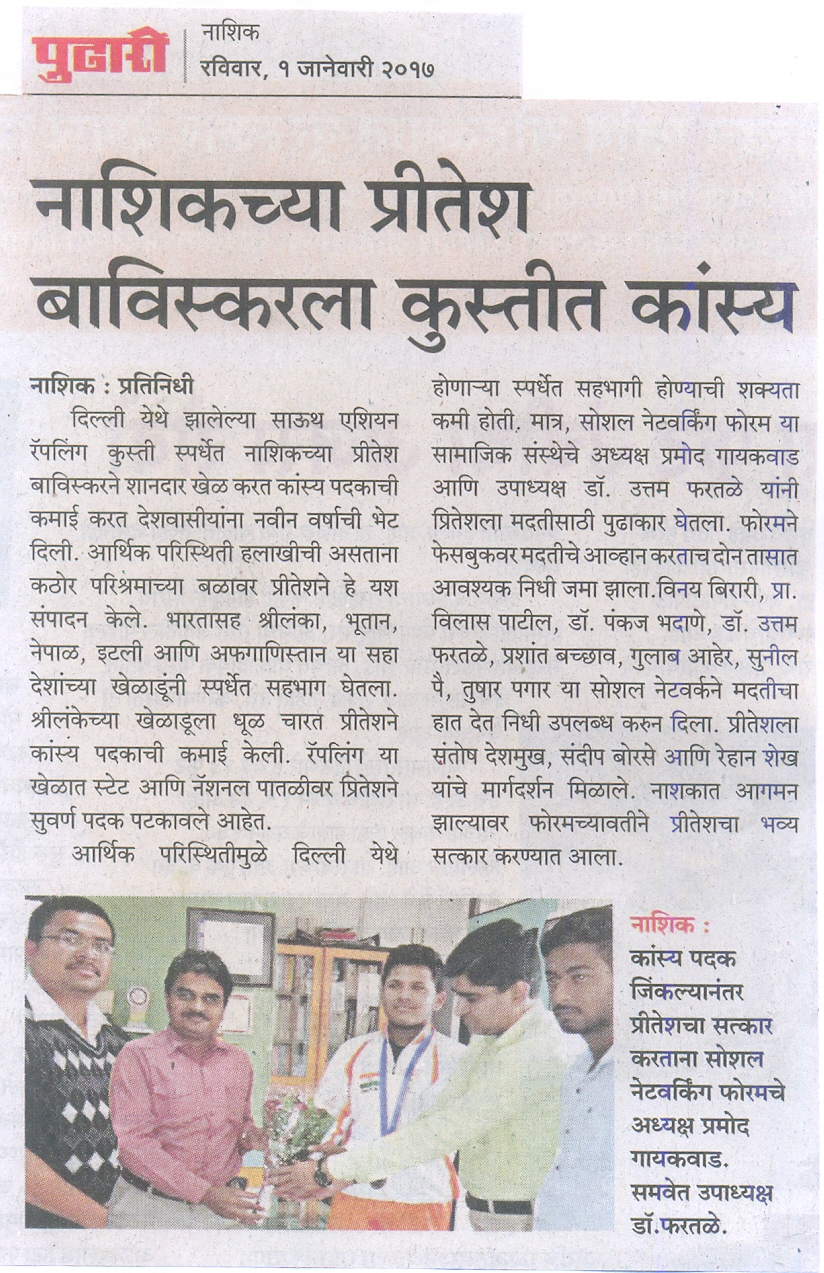 पुढारी
नाशिक
रविवार, १ जानेवारी २०१७
नाशिकच्या प्रीतेश
बाविस्करला कुस्तीत कांस्य
नाशिक : प्रतिनिधी
दिल्ली येथे झालेल्या साऊथ एशियन
रॅपलिंग कुस्ती स्पर्धेत नाशिकच्या प्रीतेश
बाविस्करने शानदार खेळ करत कांस्य पदकाची
कमाई करत देशवासीयांना नवीन वर्षाची भेट
दिली. आर्थिक परिस्थिती हलाखीची असताना
कठोर परिश्रमाच्या बळावर प्रीतेशने हे यश
संपादन केले. भारतासह श्रीलंका, भूतान,
नेपाळ, इटली आणि अफगाणिस्तान या सहा
देशांच्या खेळाडूंनी स्पर्धेत सहभाग घेतला.
श्रीलंकेच्या खेळाडूला धूळ चारत प्रीतेशने
कांस्य पदकाची कमाई केली. रॅपलिंग या
खेळात स्टेट आणि नॅशनल पातळीवर प्रितेशने
सुवर्ण पदक पटकावले आहेत.
आर्थिक परिस्थितीमुळे दिल्ली येथे
होणाऱ्या स्पर्धेत सहभागी होण्याची शक्यता
कमी होती. मात्र, सोशल नेटवर्किंग फोरम या
सामाजिक संस्थेचे अध्यक्ष प्रमोद गायकवाड
आणि उपाध्यक्ष डॉ. उत्तम फरतळे यांनी
प्रितेशला मदतीसाठी पुढाकार घेतला. फोरमने
फेसबुकवर मदतीचे आव्हान करताच दोन तासात
आवश्यक निधी जमा झाला.विनय बिरारी, प्रा.
विलास पाटील, डॉ. पंकज भदाणे, डॉ. उत्तम
फरतळे, प्रशांत बच्छाव, गुलाब आहेर, सुनील
पै, तुषार पगार या सोशल नेटवर्कने मदतीचा
हात देत निधी उपलब्ध करुन दिला. प्रीतेशला
संतोष देशमुख, संदीप बोरसे आणि रेहान शेख
यांचे मार्गदर्शन मिळाले. नाशकात आगमन
झाल्यावर फोरमच्यावतीने प्रीतेशचा भव्य
सत्कार करण्यात आला.
नाशिक :
कांस्य पदक
जिंकल्यानंतर
प्रीतेशचा सत्कार
करताना सोशल
नेटवर्किंग फोरमचे
अध्यक्ष प्रमोद
गायकवाड.
समवेत उपाध्यक्ष
डॉ.फरतळे.